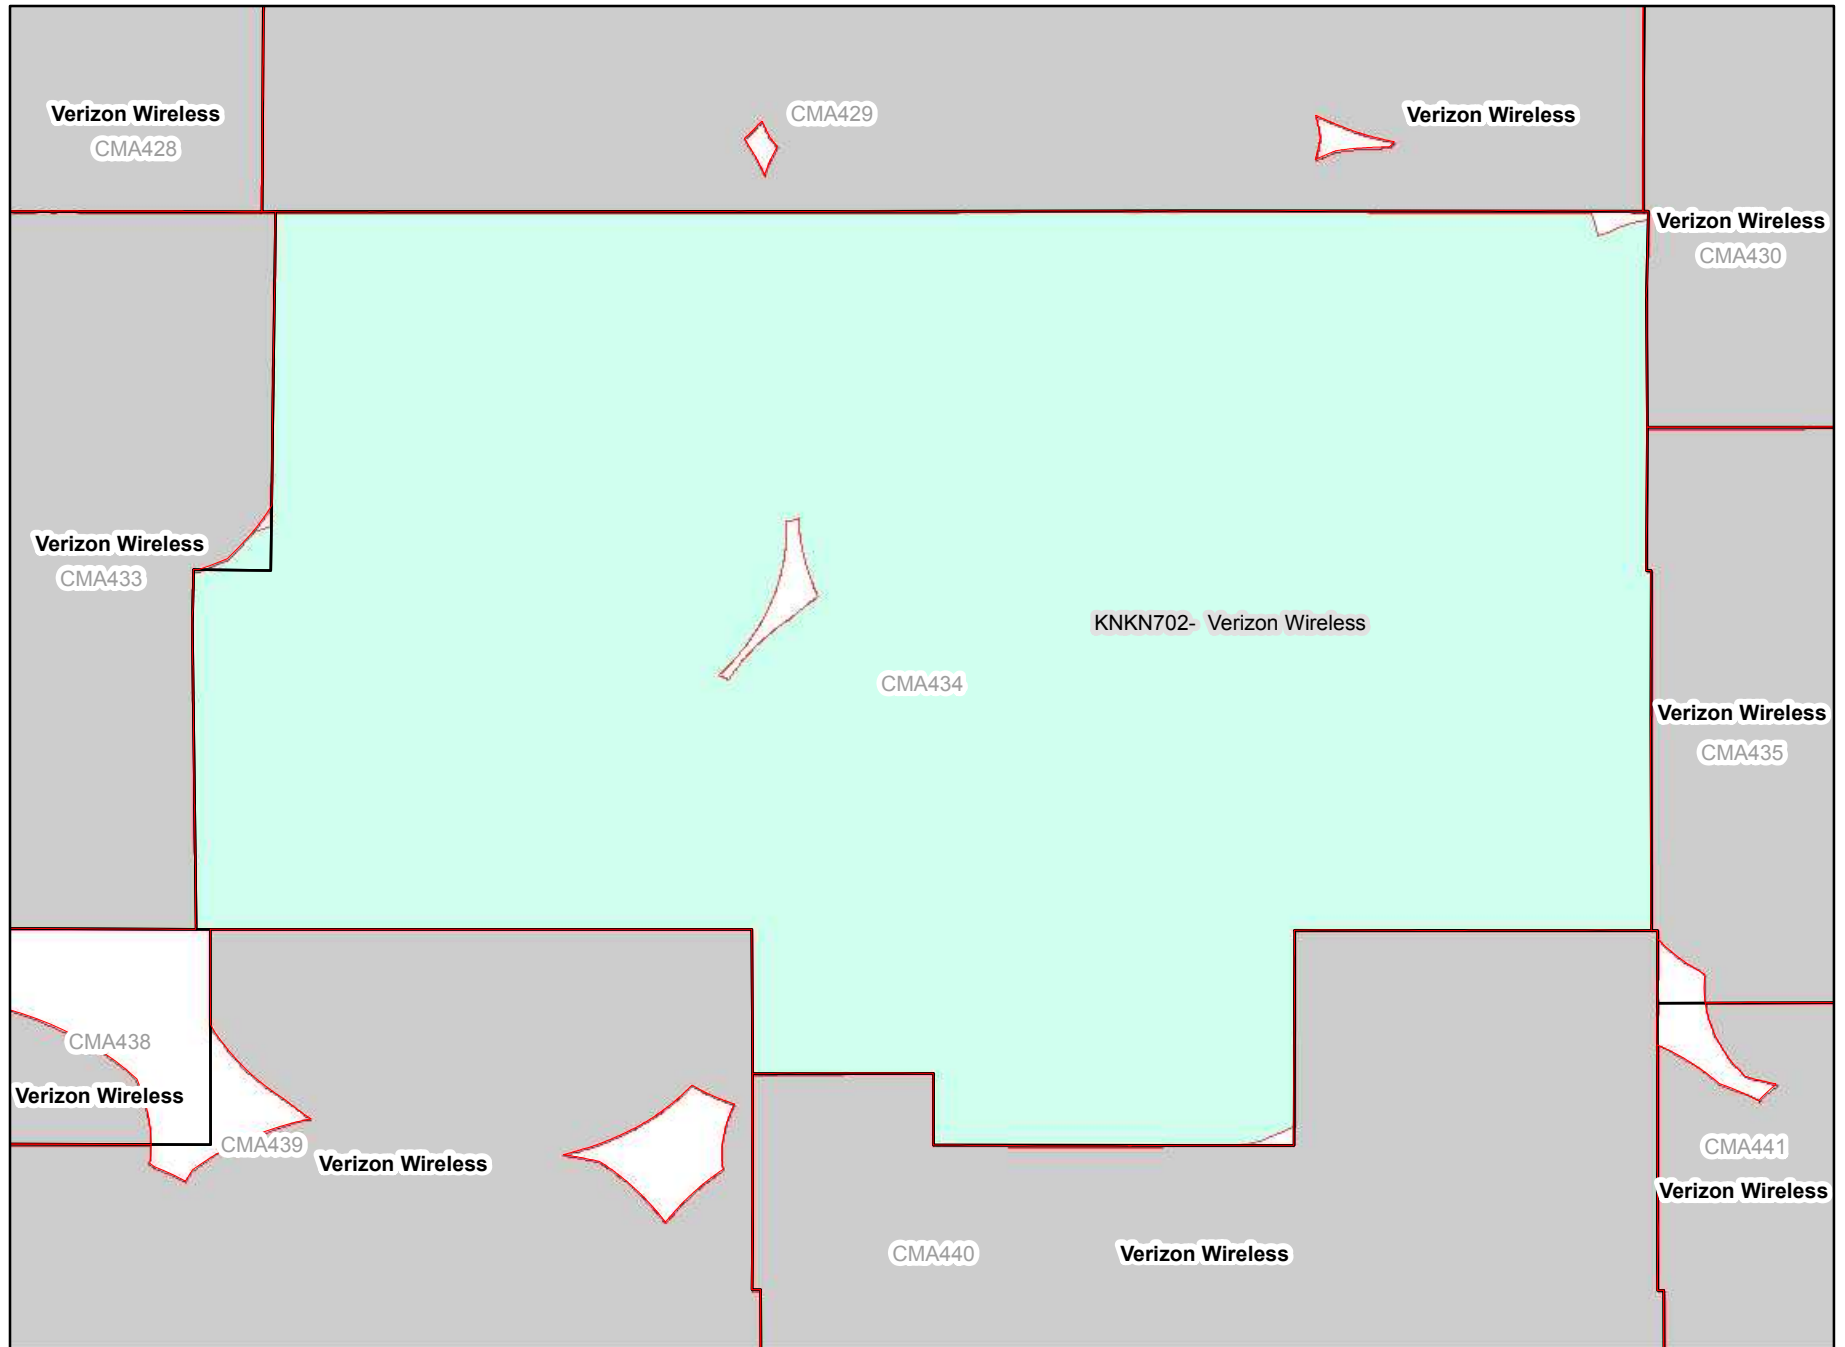 Verizon Wireless
CMA428
CMA429
Verizon Wireless
Verizon Wireless
CMA430
Verizon Wireless
CMA433
KNKN702- Verizon Wireless
CMA434
Verizon Wireless
CMA435
CMA438
Verizon Wireless
CMA439
Verizon Wireless
CMA441
Verizon Wireless
CMA440
Verizon Wireless